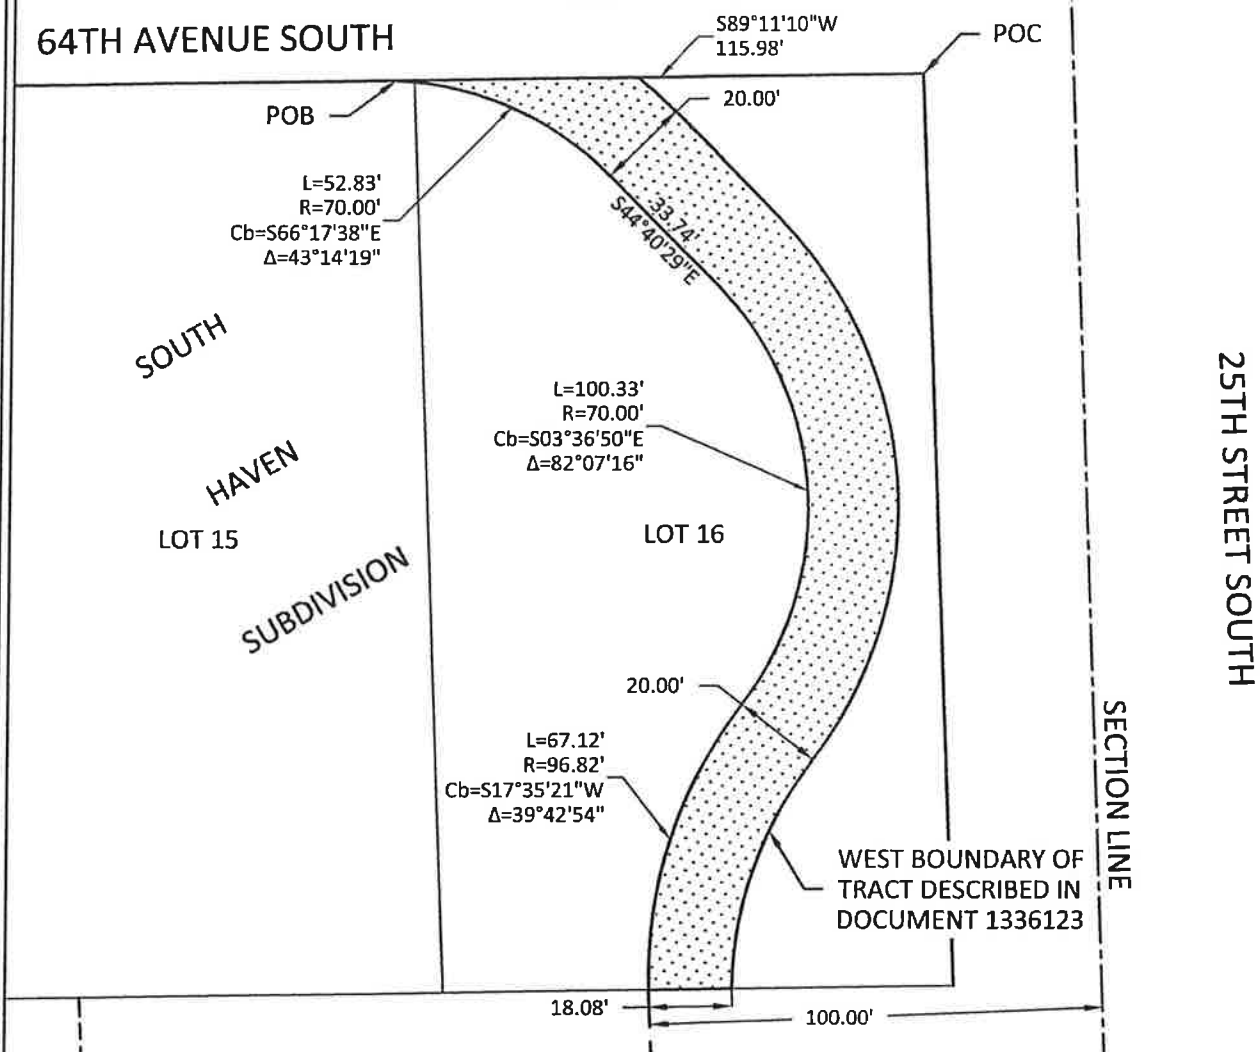 64TH AVENUE SOUTH
S89°11'10"W
115.98'
POC
POB
20.00'
L=52.83'
R=70.00'
Cb=S66°17'38"E
Δ=43°14'19"
33.74'
S44°40'29"E
SOUTH
HAVEN
SUBDIVISION
LOT 15
L=100.33'
R=70.00'
Cb=S03°36'50"E
Δ=82°07'16"
LOT 16
25TH STREET SOUTH
20.00'
L=67.12'
R=96.82'
Cb=S17°35'21"W
Δ=39°42'54"
SECTION LINE
WEST BOUNDARY OF
TRACT DESCRIBED IN
DOCUMENT 1336123
18.08'
100.00'